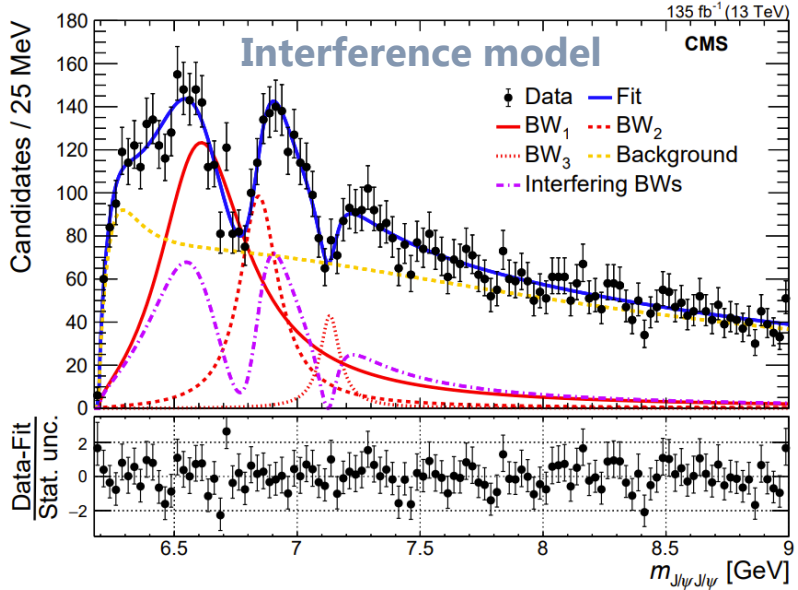 135 fb⁻¹ (13 TeV)
Interference model
CMS
Candidates / 25 MeV
180
160
140
120
100
80
60
40
20
0
Data
Fit
BW₁
BW₂
BW₃
Background
Interfering BWs
Data-Fit
Stat. unc.
2
0
−2
6.5
7
7.5
8
8.5
9
m_{J/ψJ/ψ} [GeV]